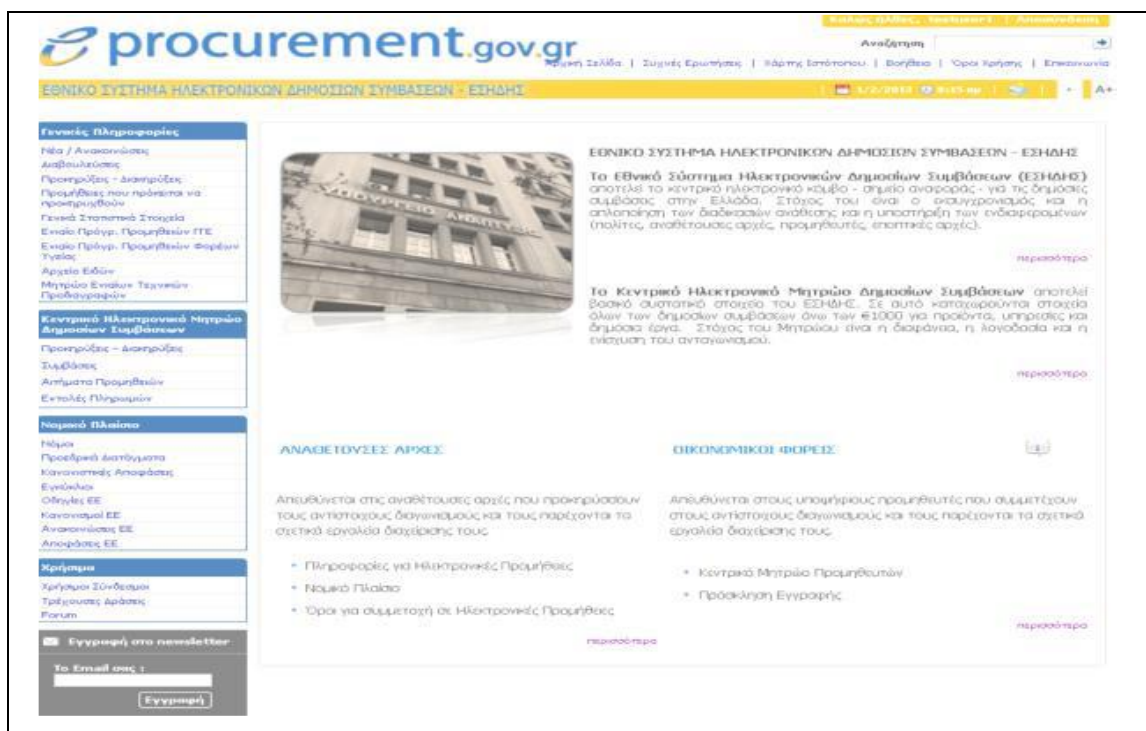 Καλώς ήλθες, testuser1 | Αποσύνδεση
procurement.gov.gr
Αναζήτηση
Αρχική Σελίδα | Συχνές Ερωτήσεις | Χάρτης Ιστότοπου | Βοήθεια | Όροι Χρήσης | Επικοινωνία
ΕΘΝΙΚΟ ΣΥΣΤΗΜΑ ΗΛΕΚΤΡΟΝΙΚΩΝ ΔΗΜΟΣΙΩΝ ΣΥΜΒΑΣΕΩΝ - ΕΣΗΔΗΣ
A+
Γενικές Πληροφορίες
Νέα / Ανακοινώσεις
Διαβουλεύσεις
Προκηρύξεις - Διακηρύξεις
Προμήθειες που πρόκειται να
προκηρυχθούν
Γενικά Στατιστικά Στοιχεία
Ενιαίο Πρόγρ. Προμηθειών ΓΓΕ
Ενιαίο Πρόγρ. Προμηθειών Φορέων
Υγείας
Αρχείο Ειδών
Μητρώο Ενιαίων Τεχνικών
Προδιαγραφών
Κεντρικό Ηλεκτρονικό Μητρώο
Δημοσίων Συμβάσεων
Προκηρύξεις - Διακηρύξεις
Συμβάσεις
Αιτήματα Προμηθειών
Εντολές Πληρωμών
Νομικό Πλαίσιο
Νόμοι
Προεδρικά Διατάγματα
Κανονιστικές Αποφάσεις
Εγκύκλιοι
Οδηγίες ΕΕ
Κανονισμοί ΕΕ
Ανακοινώσεις ΕΕ
Αποφάσεις ΕΕ
Χρήσιμα
Χρήσιμοι Σύνδεσμοι
Τρέχουσες Δράσεις
Forum
Εγγραφή στο newsletter
Το Email σας :
Εγγραφή
ΥΠΟΥΡΓΕΙΟ ΑΝΑΠΤΥΞΗΣ
ΕΘΝΙΚΟ ΣΥΣΤΗΜΑ ΗΛΕΚΤΡΟΝΙΚΩΝ ΔΗΜΟΣΙΩΝ ΣΥΜΒΑΣΕΩΝ - ΕΣΗΔΗΣ
Το Εθνικό Σύστημα Ηλεκτρονικών Δημοσίων Συμβάσεων (ΕΣΗΔΗΣ)
αποτελεί το κεντρικό ηλεκτρονικό κόμβο - σημείο αναφοράς - για τις δημόσιες
συμβάσεις στην Ελλάδα. Στόχος του είναι ο εκσυγχρονισμός και η
απλοποίηση των διαδικασιών ανάθεσης και η υποστήριξη των ενδιαφερομένων
(πολίτες, αναθέτουσες αρχές, προμηθευτές, εποπτικές αρχές).
περισσότερα
Το Κεντρικό Ηλεκτρονικό Μητρώο Δημοσίων Συμβάσεων αποτελεί
βασικό συστατικό στοιχείο του ΕΣΗΔΗΣ. Σε αυτό καταχωρούνται στοιχεία
όλων των δημοσίων συμβάσεων άνω των €1000 για προϊόντα, υπηρεσίες και
δημόσια έργα. Στόχος του Μητρώου είναι η διαφάνεια, η λογοδοσία και η
ενίσχυση του ανταγωνισμού.
περισσότερα
ΑΝΑΘΕΤΟΥΣΕΣ ΑΡΧΕΣ
Απευθύνεται στις αναθέτουσες αρχές που προκηρύσσουν
τους αντίστοιχους διαγωνισμούς και τους παρέχονται τα
σχετικά εργαλεία διαχείρισης τους.
Πληροφορίες για Ηλεκτρονικές Προμήθειες
Νομικό Πλαίσιο
Όροι για συμμετοχή σε Ηλεκτρονικές Προμήθειες
περισσότερα
ΟΙΚΟΝΟΜΙΚΟΙ ΦΟΡΕΙΣ
Απευθύνεται στους υποψήφιους προμηθευτές που συμμετέχουν
στους αντίστοιχους διαγωνισμούς και τους παρέχονται τα σχετικά
εργαλεία διαχείρισης τους.
Κεντρικό Μητρώο Προμηθευτών
Πρόσκληση Εγγραφής
περισσότερα